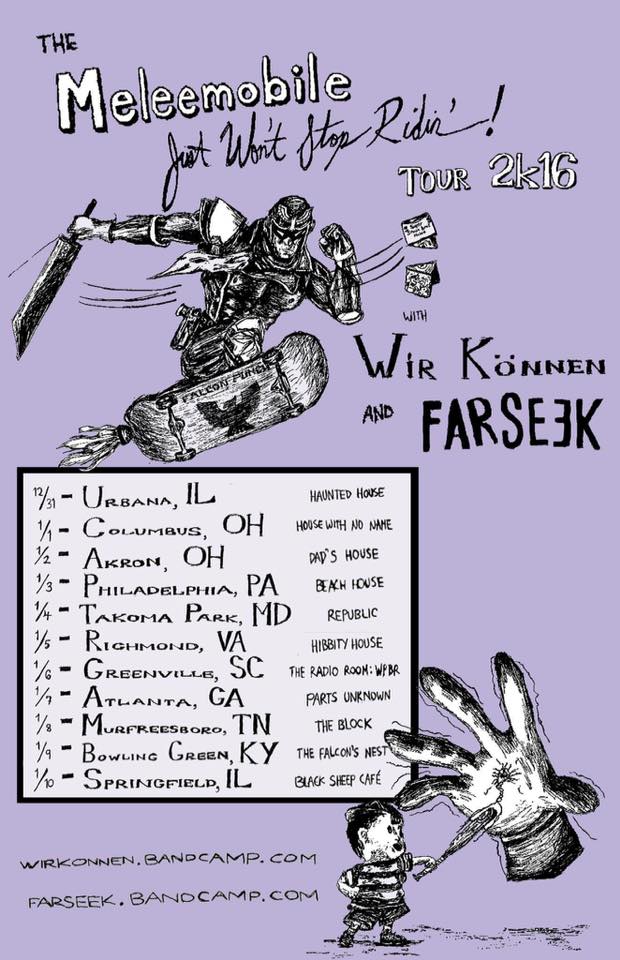 THE
Meleemobile
Just Won't Stop Ridin'!
TOUR 2k16
WITH
WIR KÖNNEN
FALCON PUNCH
AND FARSEEK
12/31 - URBANA, IL HAUNTED HOUSE
1/1 - COLUMBUS, OH HOUSE WITH NO NAME
1/2 - AKRON, OH DAD'S HOUSE
1/3 - PHILADELPHIA, PA BEACH HOUSE
1/4 - TAKOMA PARK, MD REPUBLIC
1/5 - RICHMOND, VA HIBBITY HOUSE
1/6 - GREENVILLE, SC THE RADIO ROOM: WPBR
1/7 - ATLANTA, GA PARTS UNKNOWN
1/8 - MURFREESBORO, TN THE BLOCK
1/9 - BOWLING GREEN, KY THE FALCON'S NEST
1/10 - SPRINGFIELD, IL BLACK SHEEP CAFÉ
WIRKONNEN.BANDCAMP.COM
FARSEEK.BANDCAMP.COM